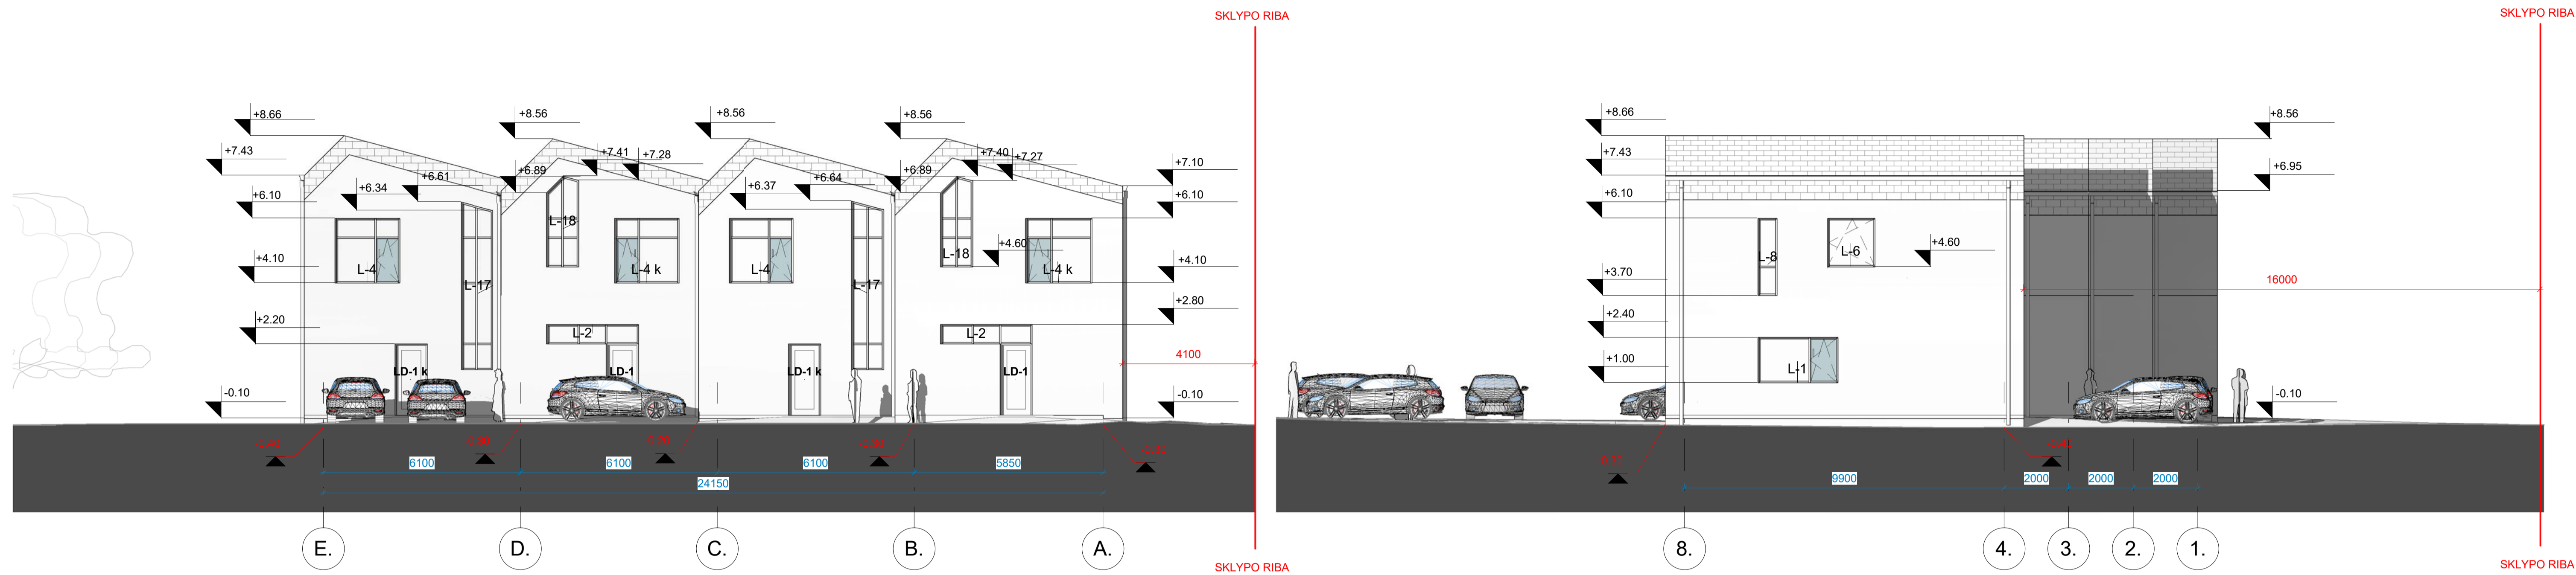 SKLYPO RIBA
SKLYPO RIBA
+8.66
+8.56
+8.56
+8.56
+7.43
+7.41
+7.28
+7.40
+7.27
+7.10
+6.89
+6.89
+6.61
+6.64
+6.34
+6.37
+6.10
+6.10
L-18
L-18
+4.60
+4.10
+4.10
L-4
L-17
L-4 k
L-4
L-17
L-4 k
+2.80
+2.20
L-2
L-2
4100
LD-1 k
LD-1
LD-1 k
LD-1
-0.10
-0.10
6100
6100
6100
5850
24150
E.
D.
C.
B.
A.
SKLYPO RIBA
+8.66
+8.56
+7.43
+6.95
+6.10
L-8
L-6
+4.60
+3.70
16000
+2.40
+1.00
L-1
-0.10
9900
2000
2000
2000
8.
4.
3.
2.
1.
SKLYPO RIBA